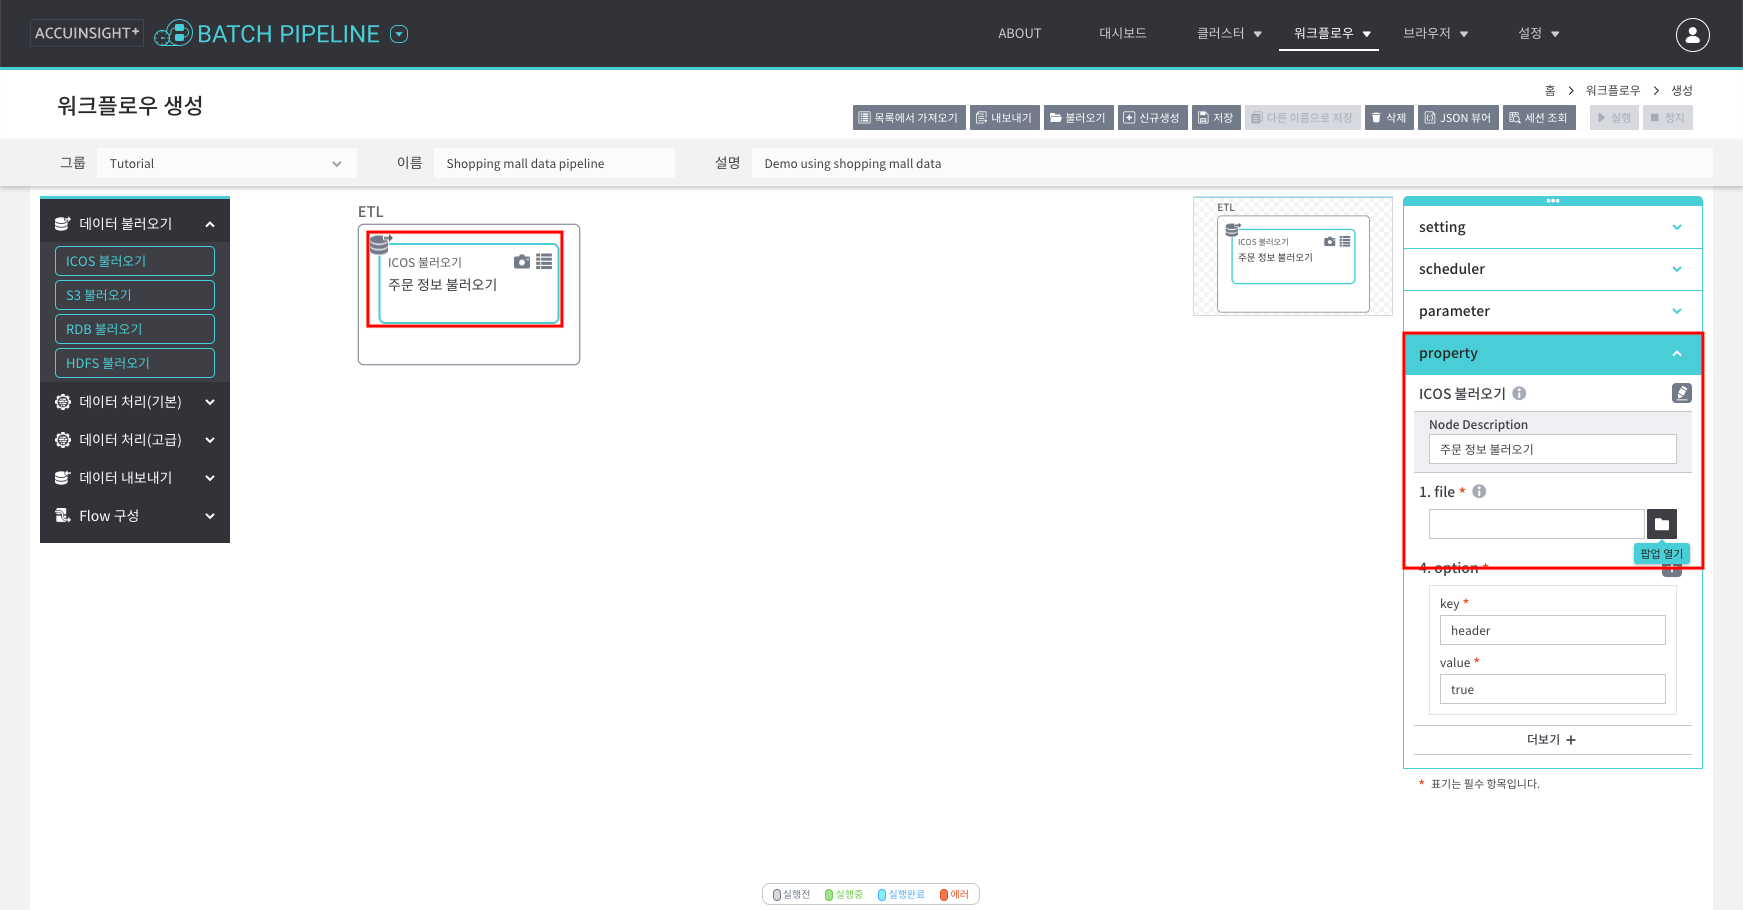 ACCUINSIGHT+ BATCH PIPELINE
ABOUT 대시보드 클러스터 워크플로우 브라우저 설정
워크플로우 생성
홈 > 워크플로우 > 생성
목록에서 가져오기 내보내기 불러오기 신규생성 저장 다른 이름으로 저장 삭제 JSON 뷰어 세션 조회 실행 정지
그룹 Tutorial 이름 Shopping mall data pipeline 설명 Demo using shopping mall data
데이터 불러오기
ICOS 불러오기
S3 불러오기
RDB 불러오기
HDFS 불러오기
데이터 처리(기본)
데이터 처리(고급)
데이터 내보내기
Flow 구성
ETL
ICOS 불러오기
주문 정보 불러오기
ETL
ICOS 불러오기
주문 정보 불러오기
setting
scheduler
parameter
property
ICOS 불러오기
Node Description
주문 정보 불러오기
1. file *
팝업 열기
4. option *
key *
header
value *
true
더보기 +
* 표기는 필수 항목입니다.
실행전 실행중 실행완료 에러